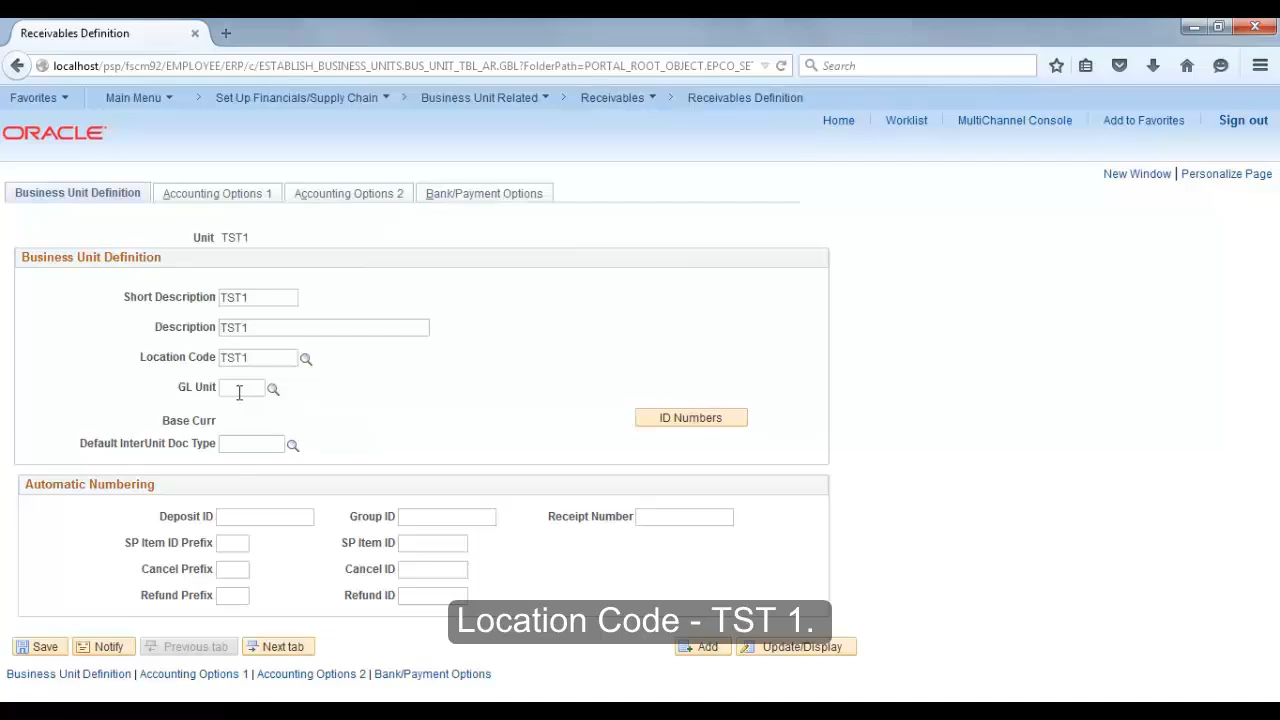 Receivables Definition
localhost/psp/fscm92/EMPLOYEE/ERP/c/ESTABLISH_BUSINESS_UNITS.BUS_UNIT_TBL_AR.GBL?FolderPath=PORTAL_ROOT_OBJECT.EPCO_SE
Search
Favorites Main Menu > Set Up Financials/Supply Chain > Business Unit Related > Receivables > Receivables Definition
Home Worklist MultiChannel Console Add to Favorites Sign out
ORACLE
New Window | Personalize Page
Business Unit Definition Accounting Options 1 Accounting Options 2 Bank/Payment Options
Unit TST1
Business Unit Definition
Short Description TST1
Description TST1
Location Code TST1
GL Unit
Base Curr ID Numbers
Default InterUnit Doc Type
Automatic Numbering
Deposit ID Group ID Receipt Number
SP Item ID Prefix SP Item ID
Cancel Prefix Cancel ID
Refund Prefix Refund ID
Location Code - TST 1.
Save Notify Previous tab Next tab Add Update/Display
Business Unit Definition | Accounting Options 1 | Accounting Options 2 | Bank/Payment Options